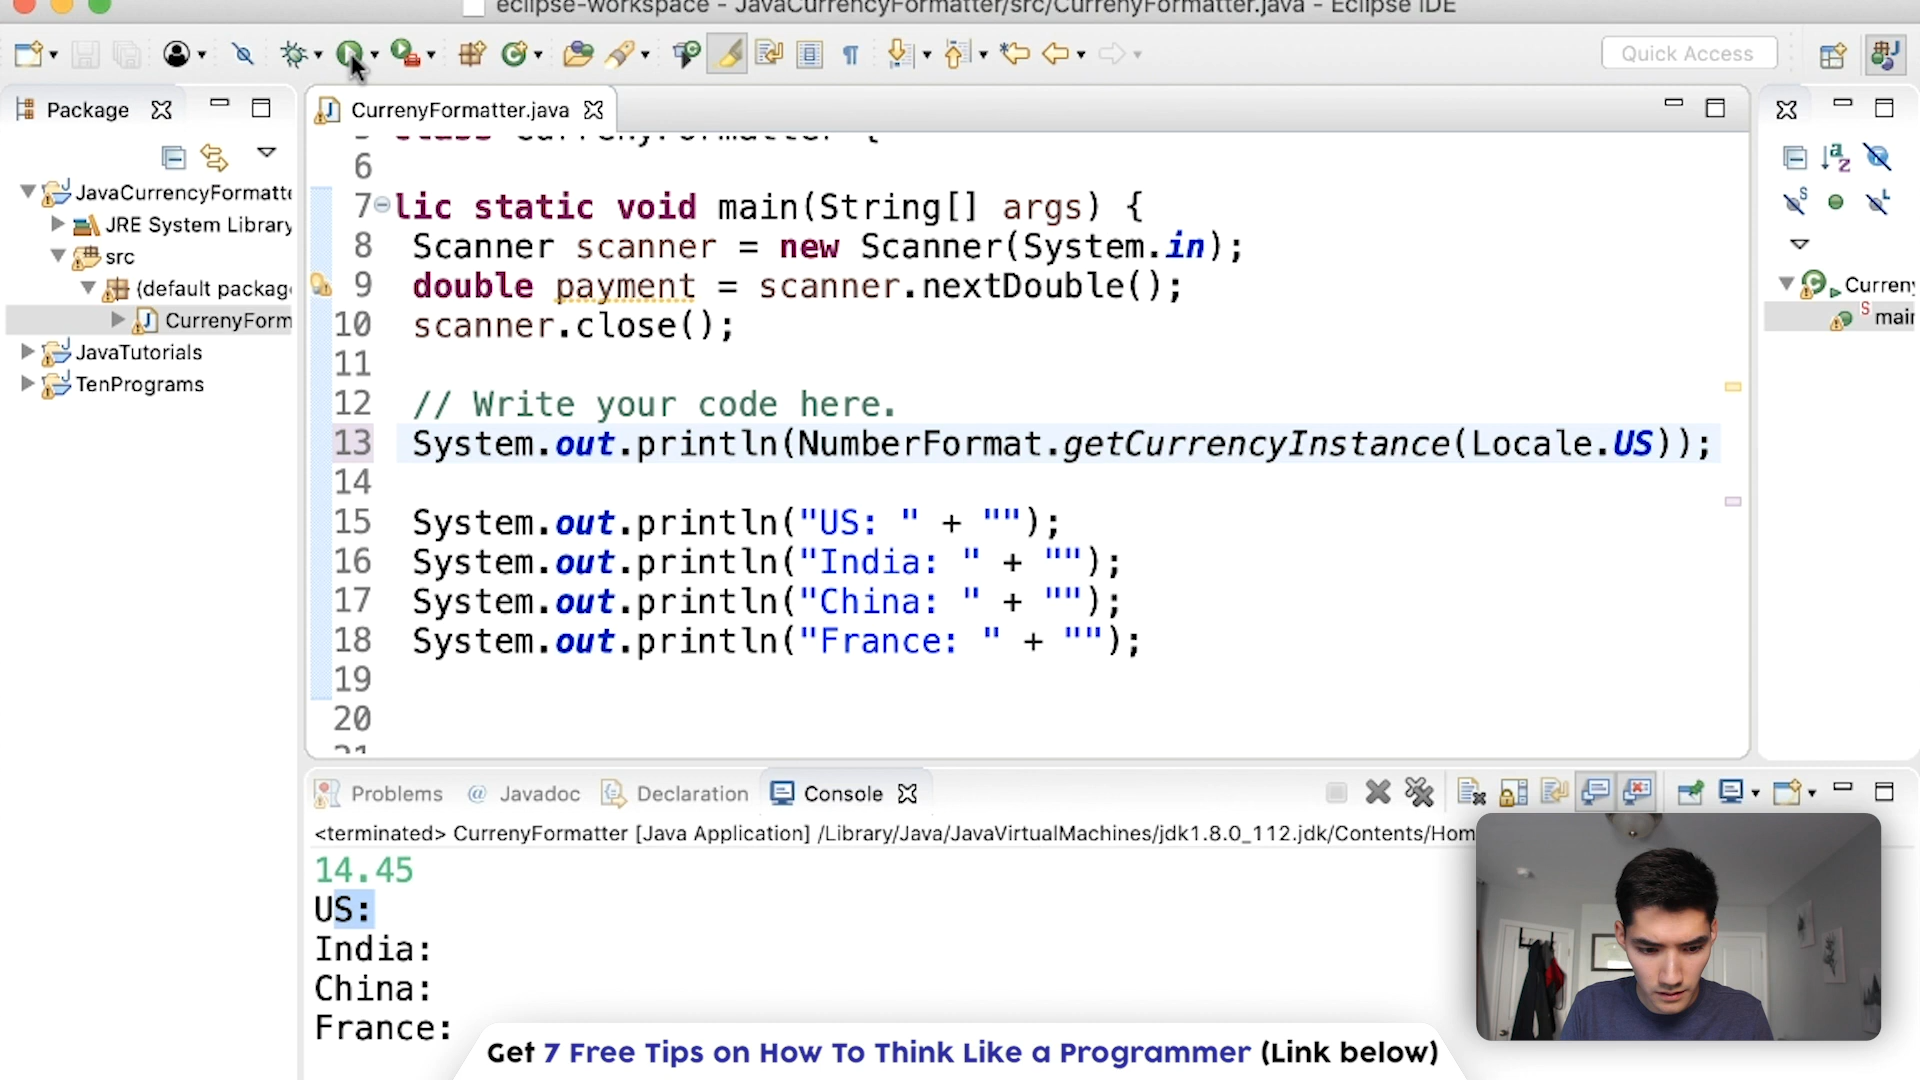 eclipse-workspace - JavaCurrencyFormatter/src/CurrenyFormatter.java - Eclipse IDE
Quick Access
Package
CurrenyFormatter.java
JavaCurrencyFormatte
JRE System Library
src
(default packag
CurrenyForm
JavaTutorials
TenPrograms
5 class CurrenyFormatter {
6
7 lic static void main(String[] args) {
8 Scanner scanner = new Scanner(System.in);
9 double payment = scanner.nextDouble();
10 scanner.close();
11
12 // Write your code here.
13 System.out.println(NumberFormat.getCurrencyInstance(Locale.US));
14
15 System.out.println("US: " + "");
16 System.out.println("India: " + "");
17 System.out.println("China: " + "");
18 System.out.println("France: " + "");
19
20
21
Curren
main
Problems @ Javadoc Declaration Console
<terminated> CurrenyFormatter [Java Application] /Library/Java/JavaVirtualMachines/jdk1.8.0_112.jdk/Contents/Hom
14.45
US:
India:
China:
France:
Get 7 Free Tips on How To Think Like a Programmer (Link below)